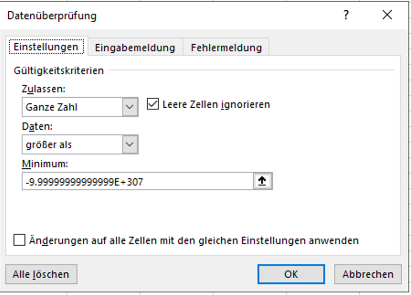 Datenüberprüfung ? ×
Einstellungen Eingabemeldung Fehlermeldung
Gültigkeitskriterien
Zulassen:
Ganze Zahl Leere Zellen ignorieren
Daten:
größer als
Minimum:
-9.99999999999999E+307
Änderungen auf alle Zellen mit den gleichen Einstellungen anwenden
Alle löschen OK Abbrechen